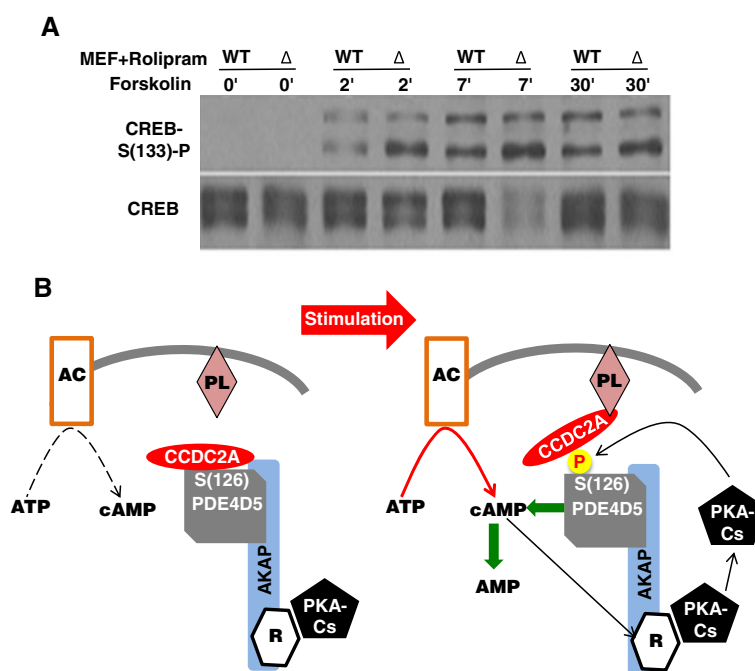 A
MEF+Rolipram WT Δ WT Δ WT Δ WT Δ
Forskolin 0' 0' 2' 2' 7' 7' 30' 30'
CREB-
S(133)-P
CREB
B
Stimulation
AC
PL
CCDC2A
S(126)
PDE4D5
ATP
cAMP
AKAP
R
PKA-
Cs
AC
PL
CCDC2A
P
S(126)
PDE4D5
ATP
cAMP
AMP
AKAP
R
PKA-
Cs
PKA-
Cs